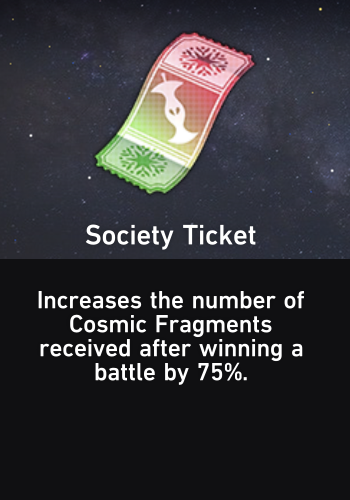 Society Ticket
Increases the number of
Cosmic Fragments
received after winning a
battle by 75%.